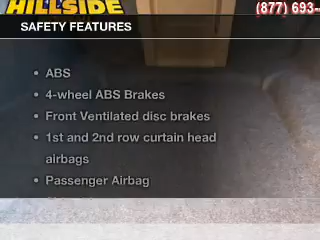 HILLSIDE
(877) 693-
SAFETY FEATURES
• ABS
• 4-wheel ABS Brakes
• Front Ventilated disc brakes
• 1st and 2nd row curtain head
airbags
• Passenger Airbag